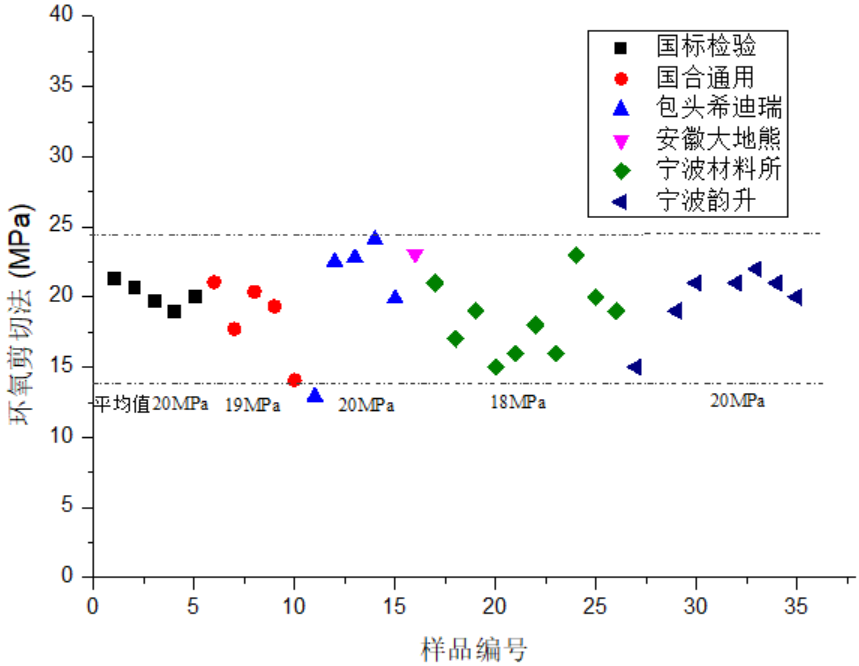 40
35
30
25
20
15
10
5
0
环氧剪切法 (MPa)
国标检验
国合通用
包头希迪瑞
安徽大地熊
宁波材料所
宁波韵升
平均值20MPa
19MPa
20MPa
18MPa
20MPa
0
5
10
15
20
25
30
35
样品编号